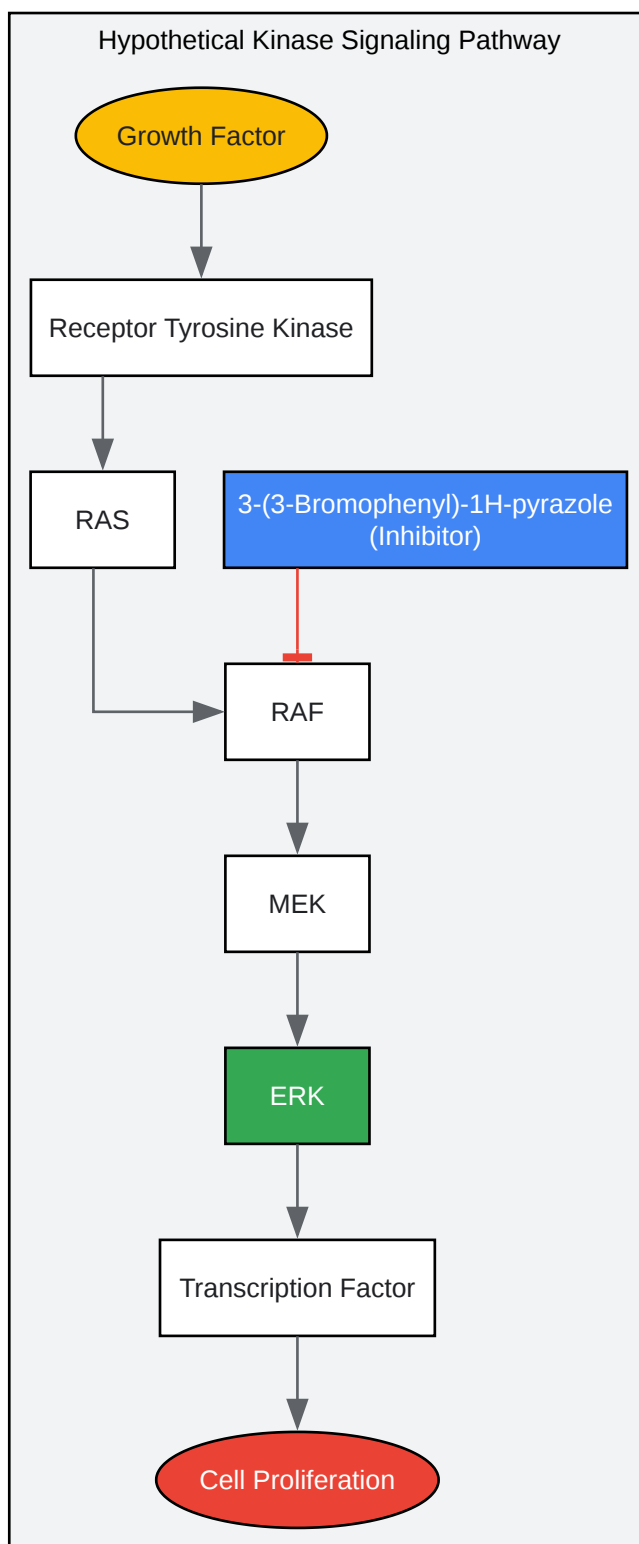 Hypothetical Kinase Signaling Pathway
Growth Factor
Receptor Tyrosine Kinase
RAS
3-(3-Bromophenyl)-1H-pyrazole
(Inhibitor)
RAF
MEK
ERK
Transcription Factor
Cell Proliferation